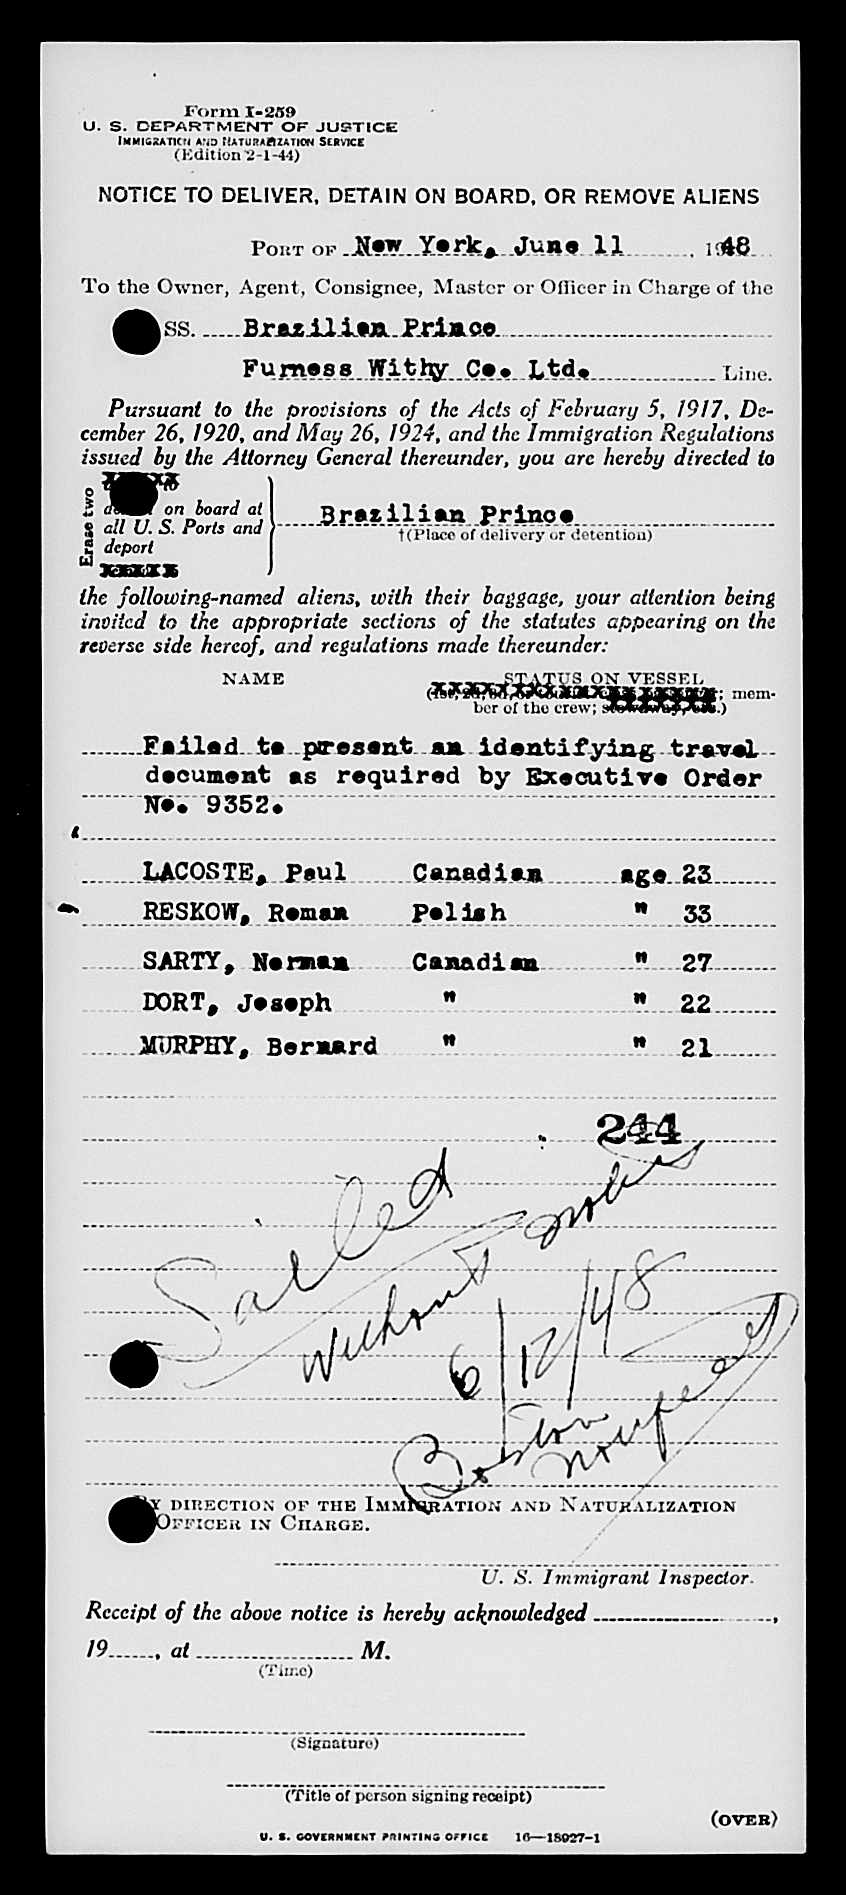 Form I-259
U. S. DEPARTMENT OF JUSTICE
IMMIGRATION AND NATURALIZATION SERVICE
(Edition 2-1-44)
NOTICE TO DELIVER, DETAIN ON BOARD, OR REMOVE ALIENS
PORT OF New York, June 11, 1948
To the Owner, Agent, Consignee, Master or Officer in Charge of the
SS. Brazilian Prince
Furness Withy Co. Ltd. Line.
Pursuant to the provisions of the Acts of February 5, 1917, De-
cember 26, 1920, and May 26, 1924, and the Immigration Regulations
issued by the Attorney General thereunder, you are hereby directed to
Erase two
on board at
all U. S. Ports and
deport
Brazilian Prince
†(Place of delivery or detention)
the following-named aliens, with their baggage, your attention being
invited to the appropriate sections of the statutes appearing on the
reverse side hereof, and regulations made thereunder:
NAME STATUS ON VESSEL
; mem-
ber of the crew;
Failed to present an identifying travel
document as required by Executive Order
No. 9352.
LACOSTE, Paul Canadian age 23
RESKOW, Roman Polish " 33
SARTY, Norman Canadian " 27
DORT, Joseph " " 22
MURPHY, Bernard " " 21
244
Sailed
Without
6/12/48
Boston
BY DIRECTION OF THE IMMIGRATION AND NATURALIZATION
OFFICER IN CHARGE.
U. S. Immigrant Inspector.
Receipt of the above notice is hereby acknowledged ,
19 , at M.
(Time)
(Signature)
(Title of person signing receipt)
(OVER)
U. S. GOVERNMENT PRINTING OFFICE 16—18927-1